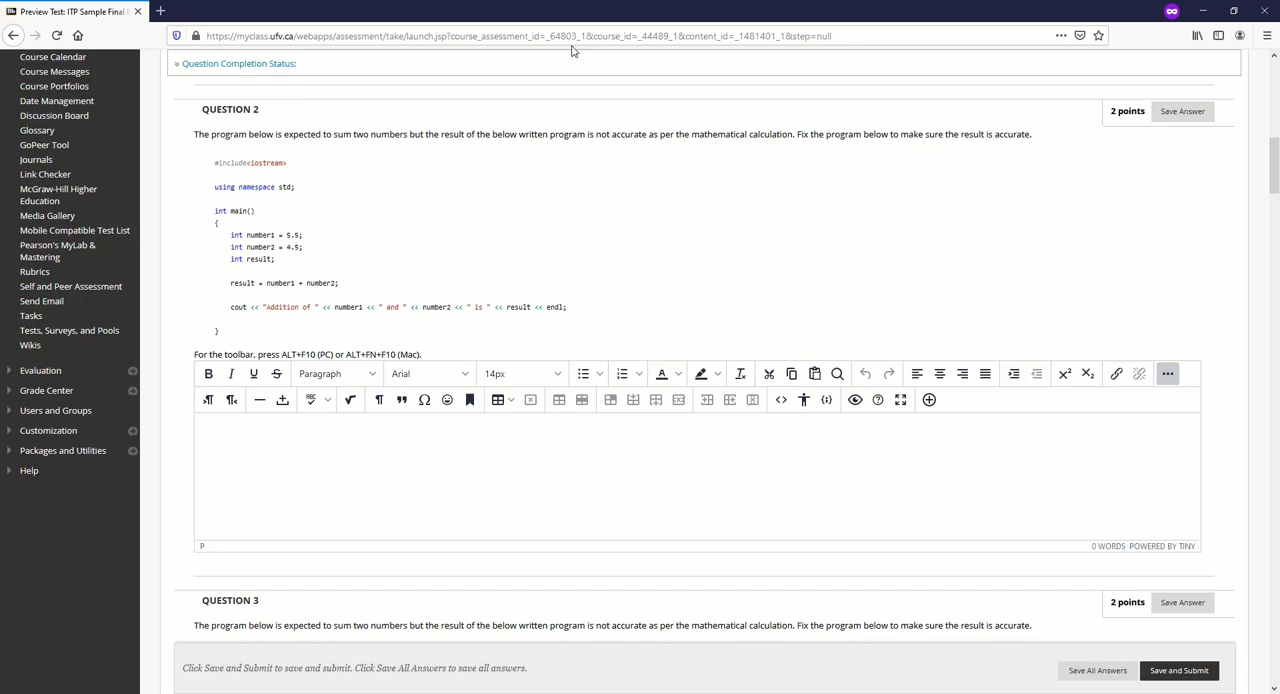 Preview Test: ITP Sample Final E
https://myclass.ufv.ca/webapps/assessment/take/launch.jsp?course_assessment_id=_64803_1&course_id=_44489_1&content_id=_1481401_1&step=null
Course Calendar
Course Messages
Course Portfolios
Date Management
Discussion Board
Glossary
GoPeer Tool
Journals
Link Checker
McGraw-Hill Higher
Education
Media Gallery
Mobile Compatible Test List
Pearson's MyLab &
Mastering
Rubrics
Self and Peer Assessment
Send Email
Tasks
Tests, Surveys, and Pools
Wikis
Evaluation
Grade Center
Users and Groups
Customization
Packages and Utilities
Help
Question Completion Status:
QUESTION 2
2 points
Save Answer
The program below is expected to sum two numbers but the result of the below written program is not accurate as per the mathematical calculation. Fix the program below to make sure the result is accurate.
#include<iostream>
using namespace std;
int main()
{
int number1 = 5.5;
int number2 = 4.5;
int result;
result = number1 + number2;
cout << "Addition of " << number1 << " and " << number2 << " is " << result << endl;
}
For the toolbar, press ALT+F10 (PC) or ALT+FN+F10 (Mac).
B I U S Paragraph Arial 14px
P
0 WORDS POWERED BY TINY
QUESTION 3
2 points
Save Answer
The program below is expected to sum two numbers but the result of the below written program is not accurate as per the mathematical calculation. Fix the program below to make sure the result is accurate.
Click Save and Submit to save and submit. Click Save All Answers to save all answers.
Save All Answers
Save and Submit